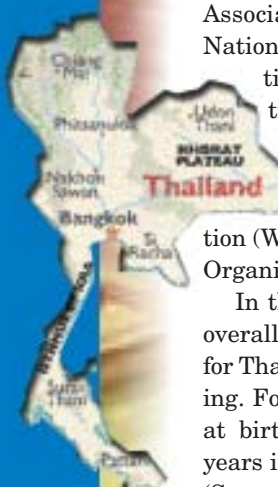 Associa
Nation
ti
t
Chiang
Mai
Udon
Thani
Phitsanulok
KHORAT
PLATEAU
Nakhon
Sawan
Thailand
Bangkok
Si
Racha
tion (W
Organi
In th
overall
for Tha
ing. Fo
at birt
years i
Surat
Thani